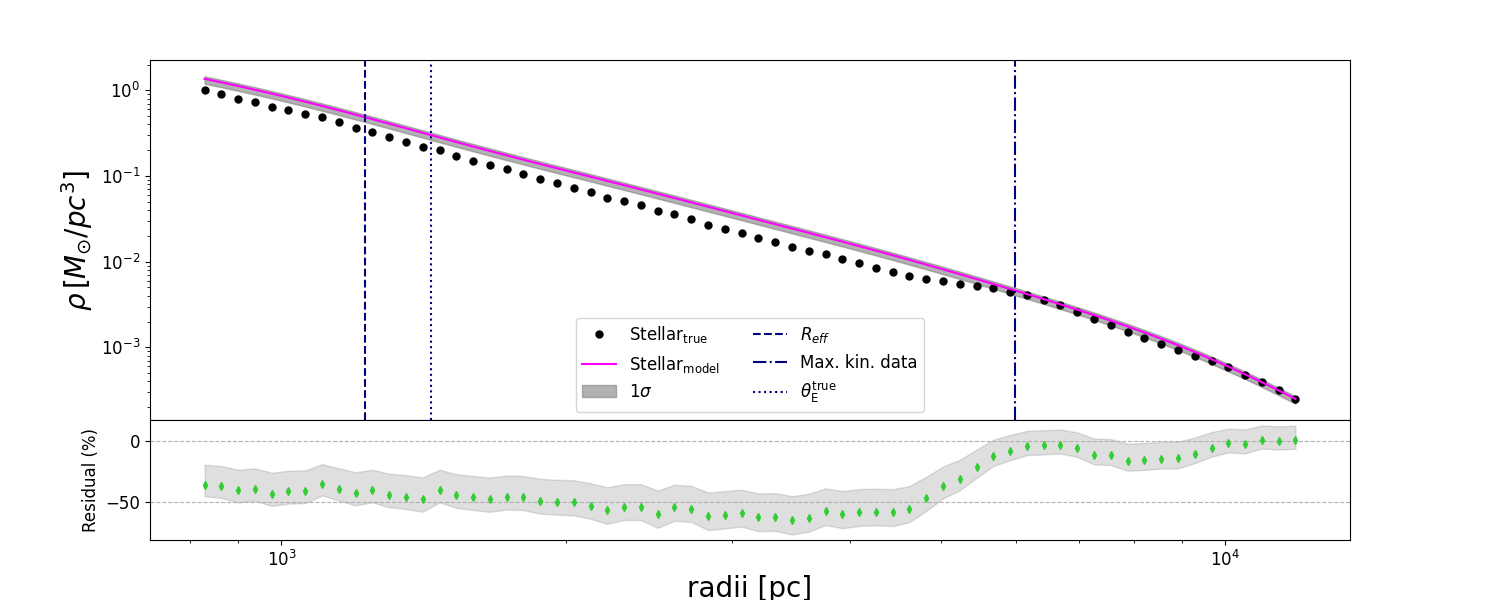 10⁰
10⁻¹
10⁻²
10⁻³
ρ [M⊙/pc³]
Stellar_true
Stellar_model
1σ
R_eff
Max. kin. data
θ_E^true
0
−50
Residual (%)
10³
10⁴
radii [pc]